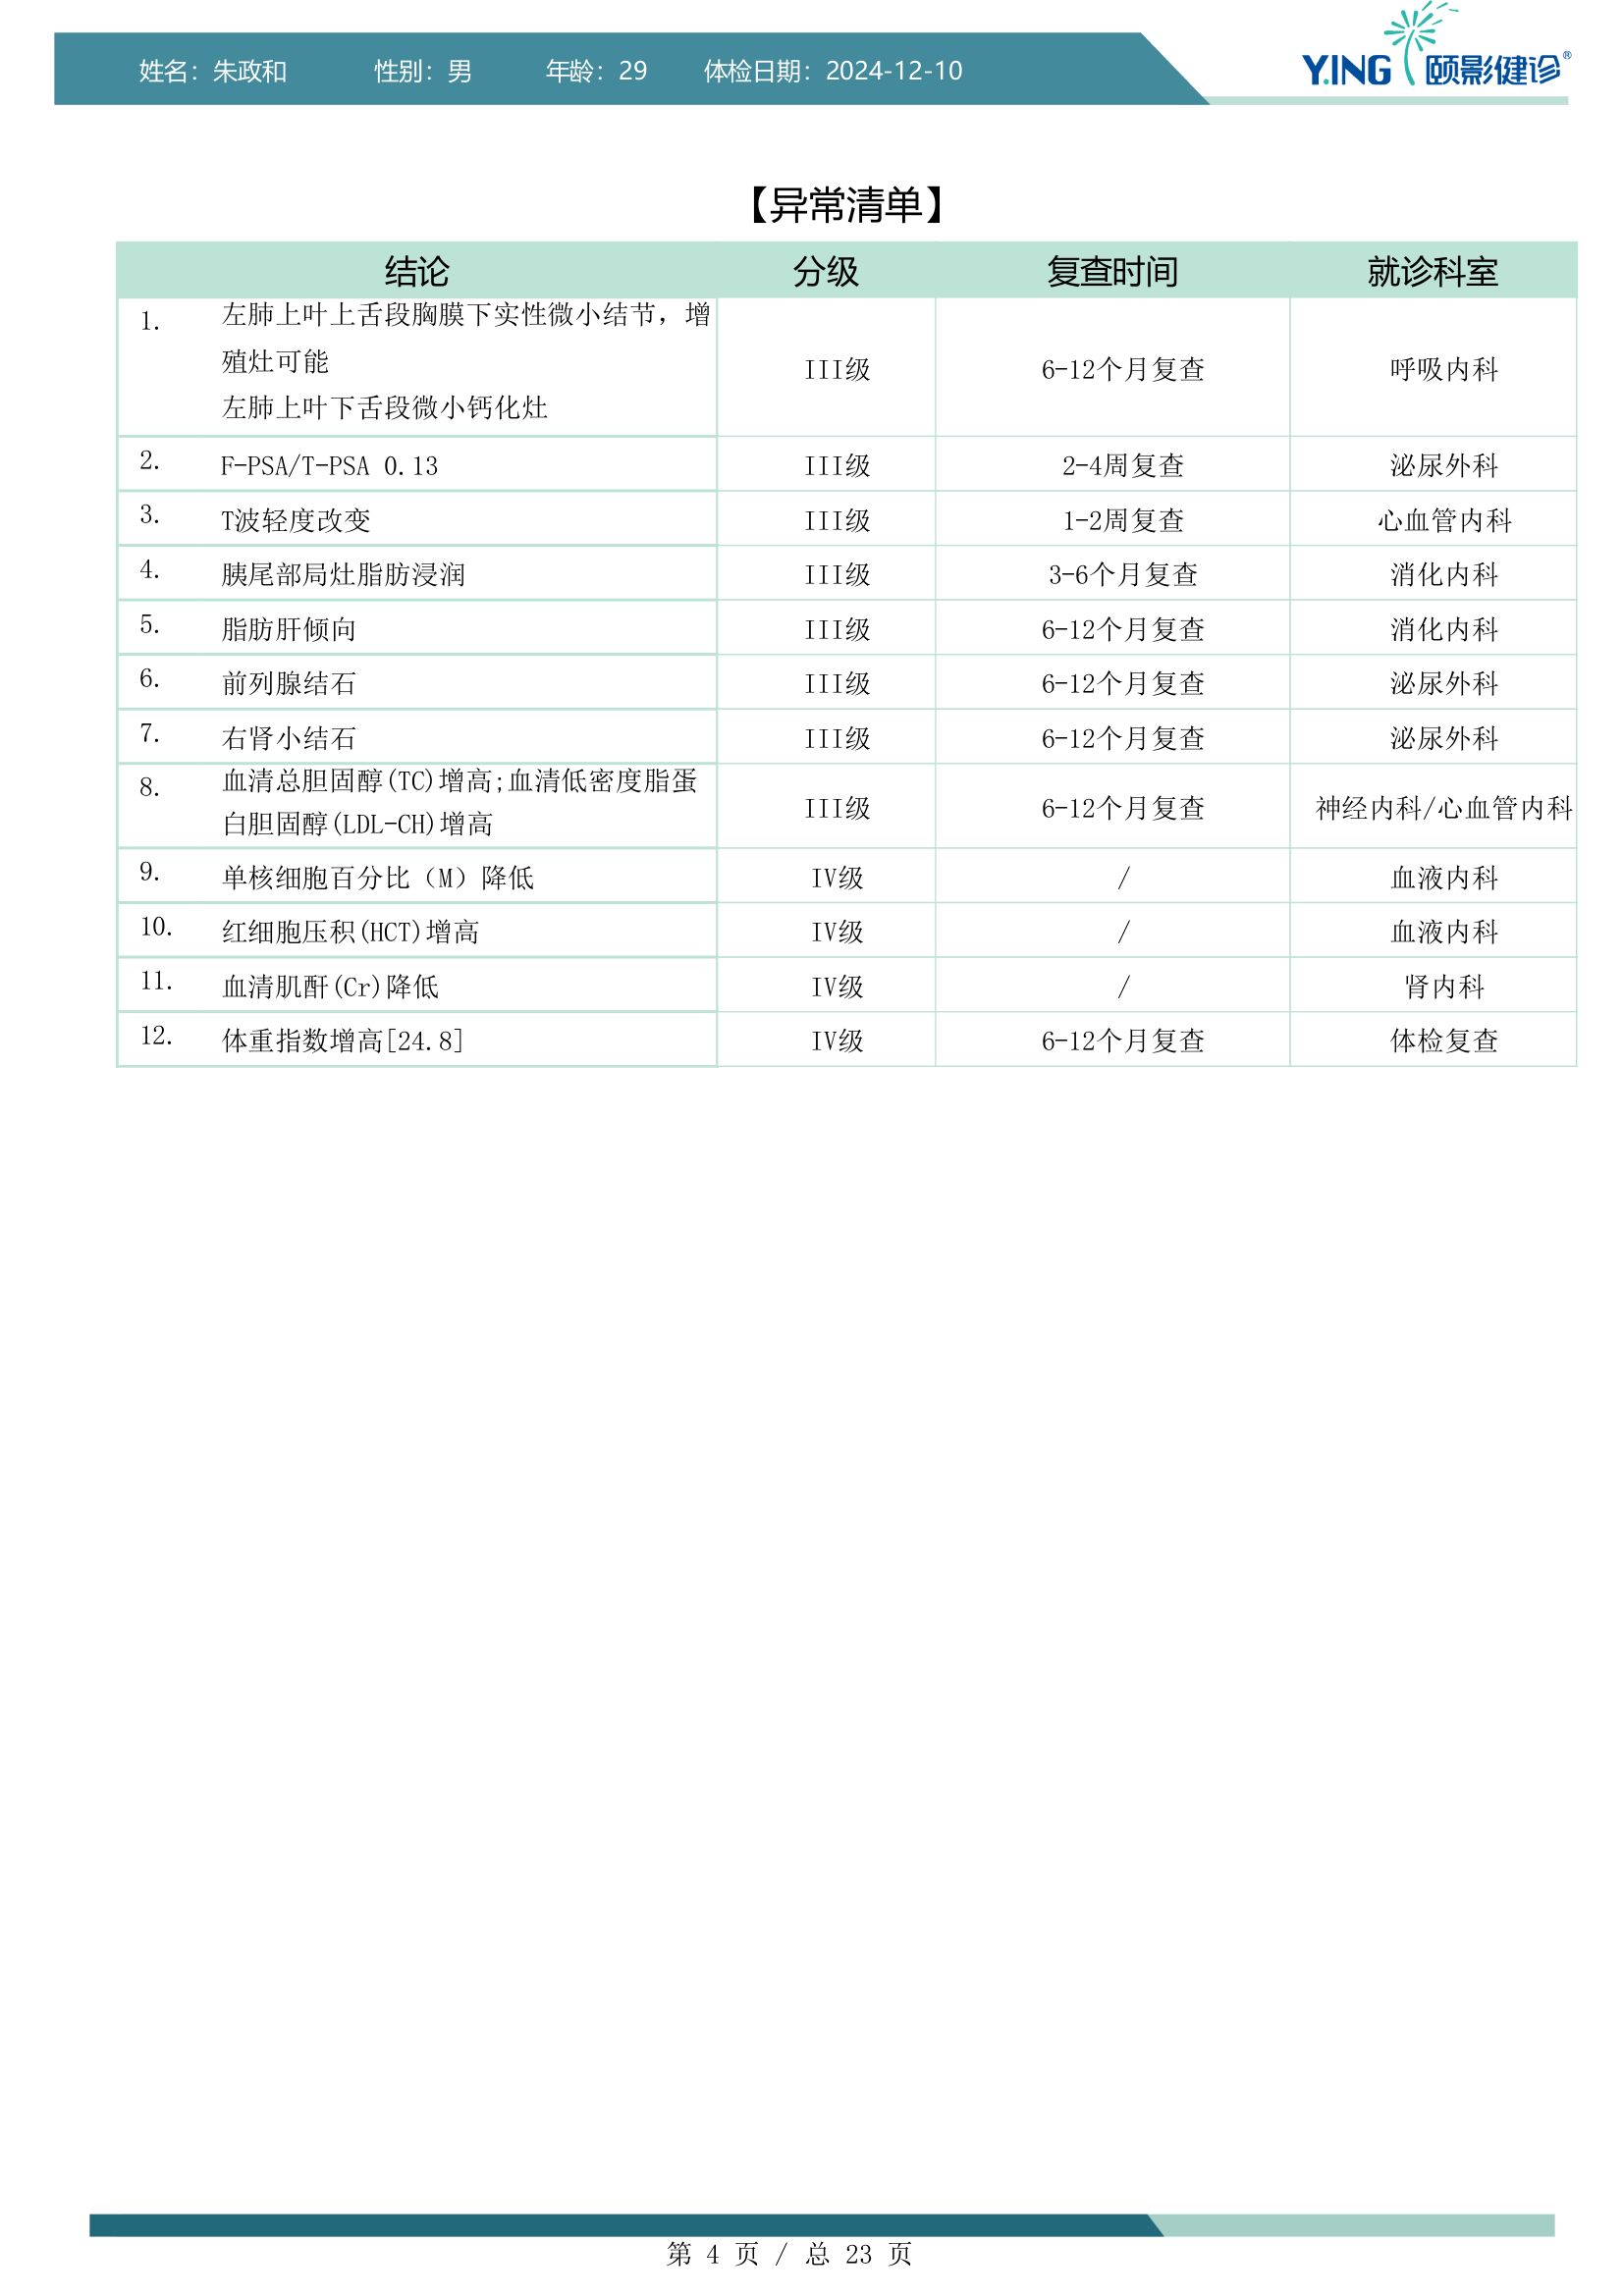 姓名：朱政和 性别：男 年龄：29 体检日期：2024-12-10
Y.ING 颐影健诊®
【异常清单】
结论 分级 复查时间 就诊科室
1. 左肺上叶上舌段胸膜下实性微小结节，增
殖灶可能
左肺上叶下舌段微小钙化灶
III级 6-12个月复查 呼吸内科
2. F-PSA/T-PSA 0.13 III级 2-4周复查 泌尿外科
3. T波轻度改变 III级 1-2周复查 心血管内科
4. 胰尾部局灶脂肪浸润 III级 3-6个月复查 消化内科
5. 脂肪肝倾向 III级 6-12个月复查 消化内科
6. 前列腺结石 III级 6-12个月复查 泌尿外科
7. 右肾小结石 III级 6-12个月复查 泌尿外科
8. 血清总胆固醇(TC)增高;血清低密度脂蛋
白胆固醇(LDL-CH)增高
III级 6-12个月复查 神经内科/心血管内科
9. 单核细胞百分比（M）降低 IV级 / 血液内科
10. 红细胞压积(HCT)增高 IV级 / 血液内科
11. 血清肌酐(Cr)降低 IV级 / 肾内科
12. 体重指数增高[24.8] IV级 6-12个月复查 体检复查
第 4 页 / 总 23 页